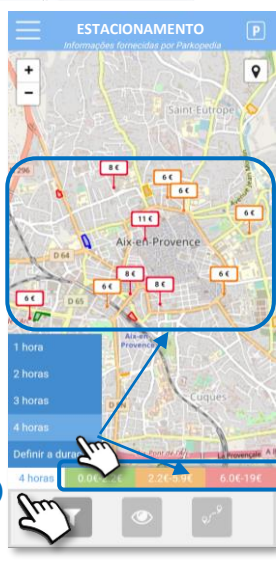 ESTACIONAMENTO
P
Informações fornecidas por Parkopedia
+
-
Saint-Eutrope
296
8 €
6 €
6 €
11 €
6 €
Aix-en-Provence
D 64
8 €
6 €
8 €
6 €
6 €
D 65
1 hora
Aix-en-
Provence
2 horas
3 horas
Cuques
4 horas
Definir a dura
La Provençale
4 horas
2.2€-5.9€
6.0€-19€